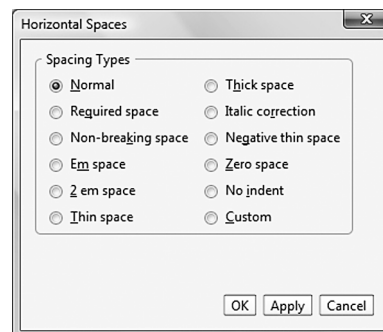 Horizontal Spaces
Spacing Types
Normal
Required space
Non-breaking space
Em space
2 em space
Thin space
Thick space
Italic correction
Negative thin space
Zero space
No indent
Custom
OK Apply Cancel